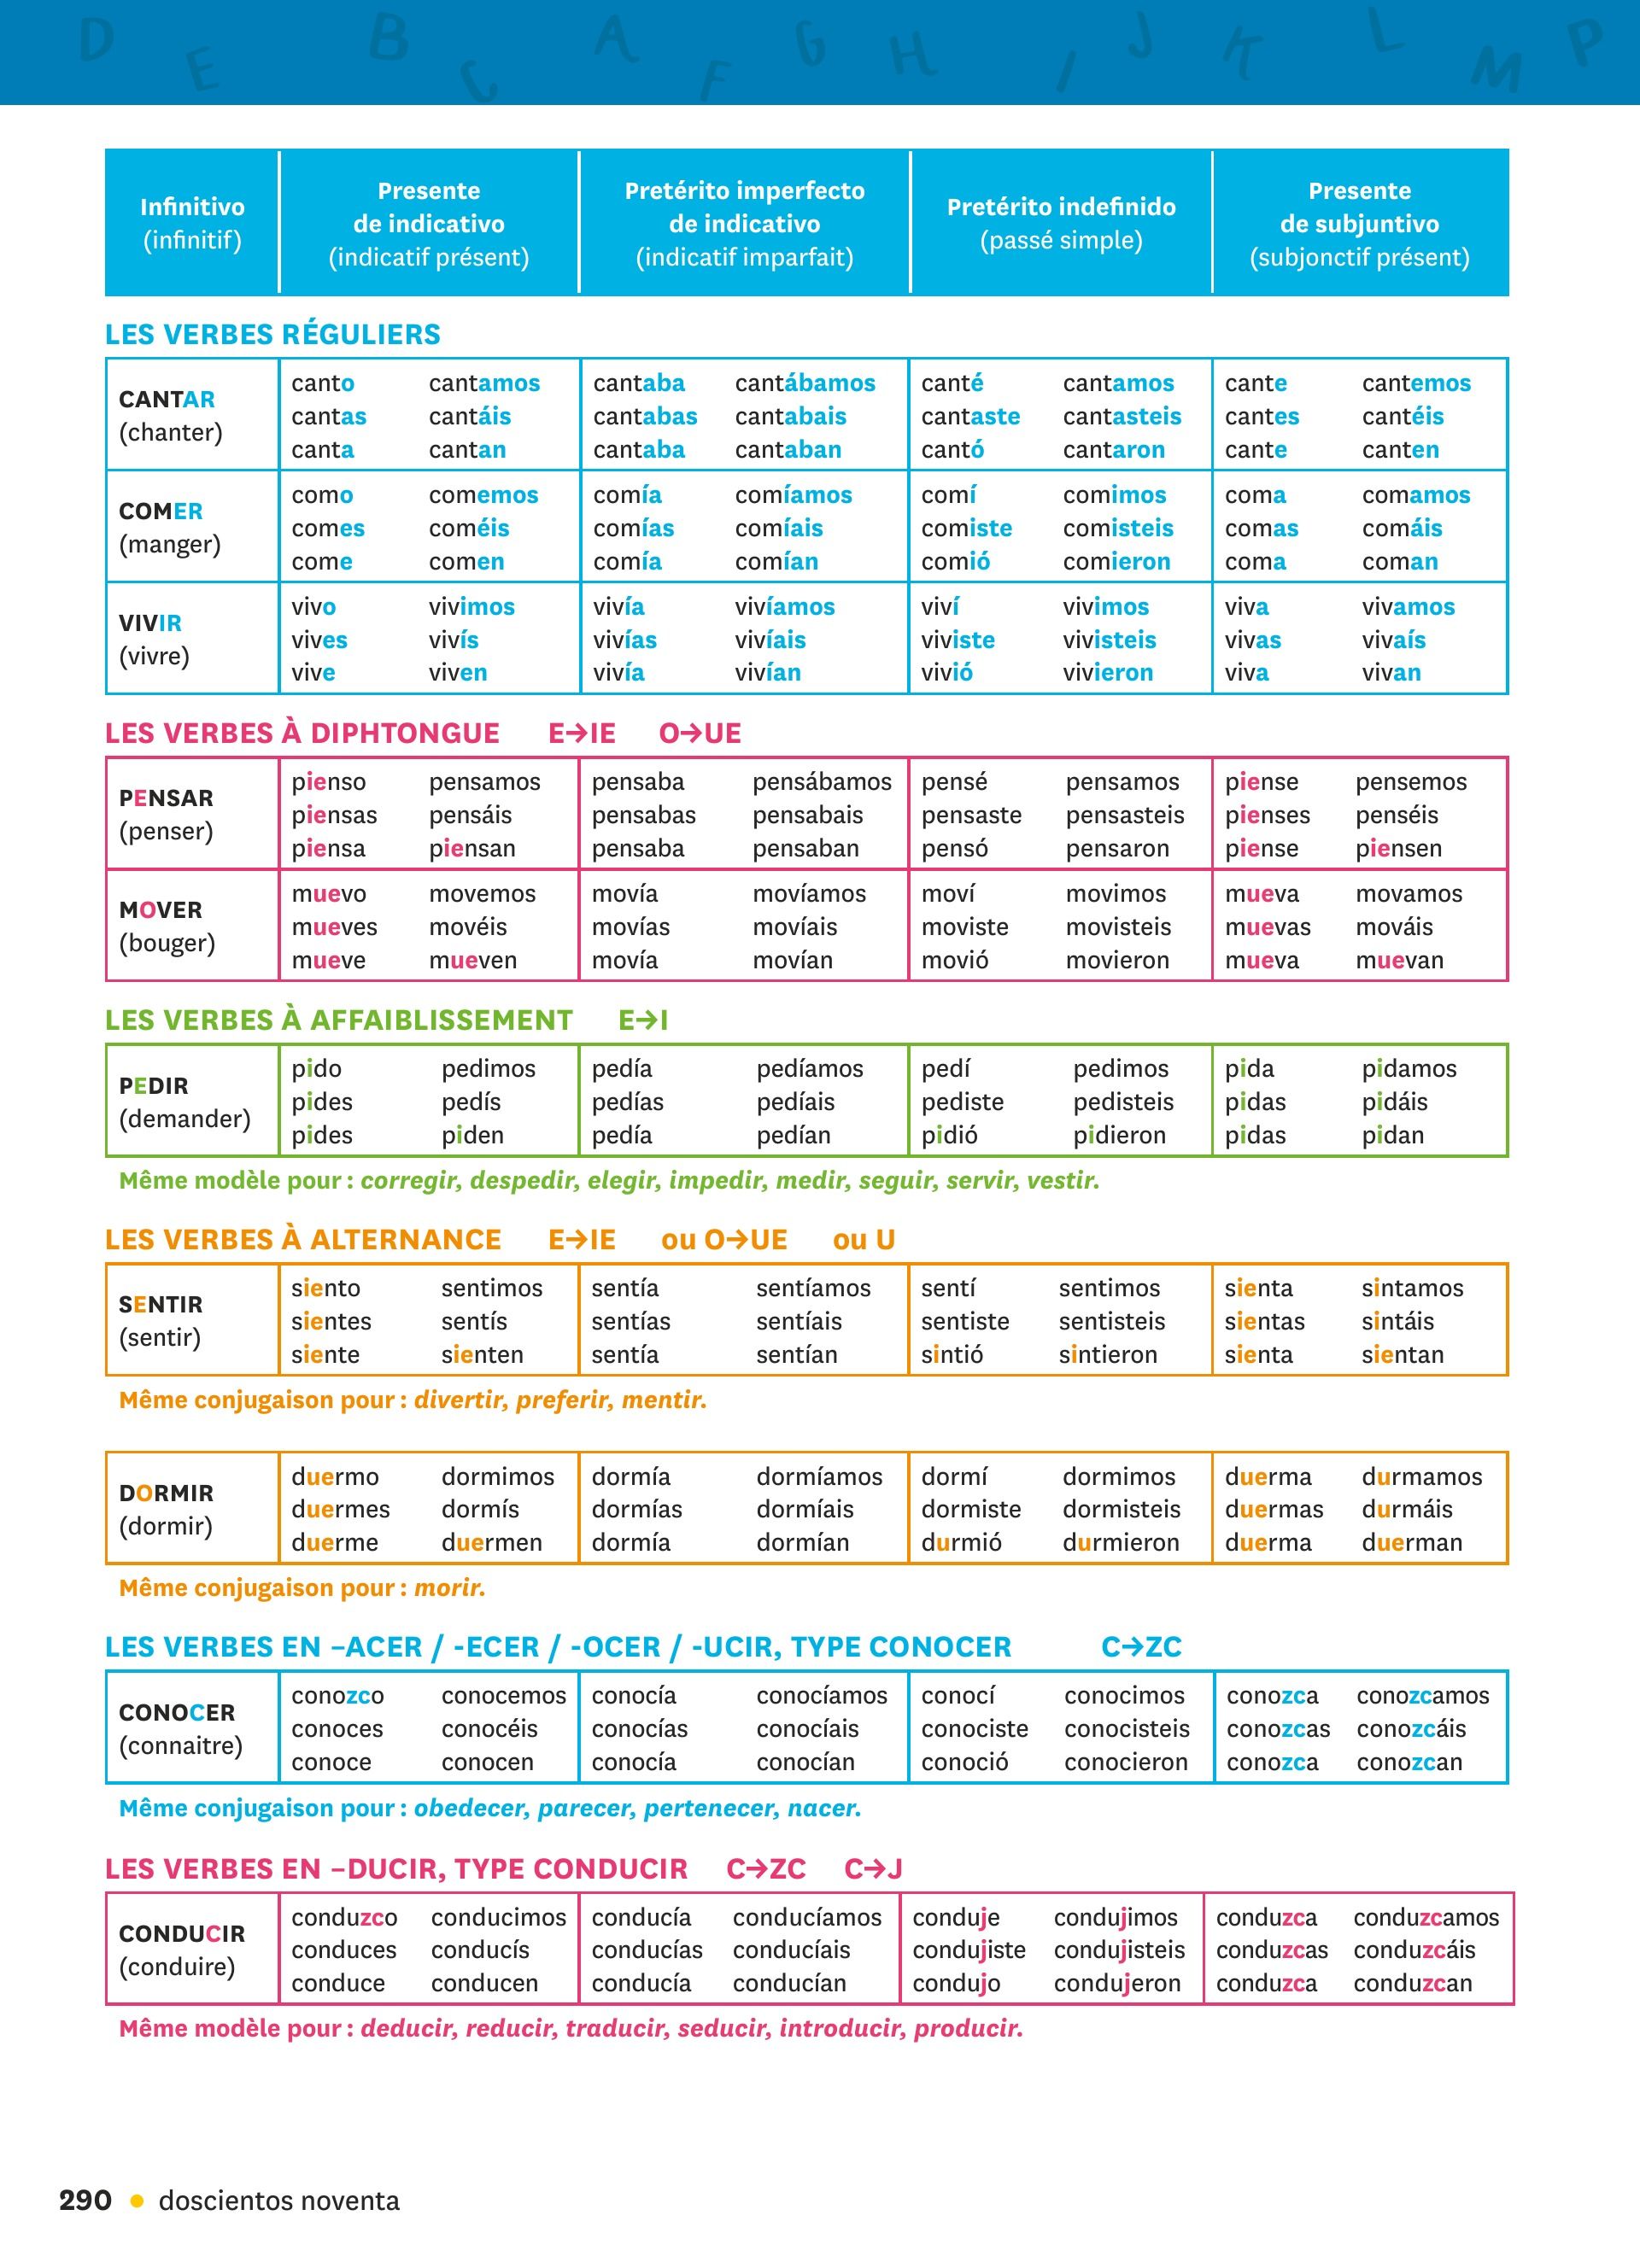 D E B C A F G H I J K L M P
Infinitivo
(infinitif)
Presente
de indicativo
(indicatif présent)
Pretérito imperfecto
de indicativo
(indicatif imparfait)
Pretérito indefinido
(passé simple)
Presente
de subjuntivo
(subjonctif présent)
LES VERBES RÉGULIERS
CANTAR
(chanter)
canto cantamos
cantas cantáis
canta cantan
cantaba cantábamos
cantabas cantabais
cantaba cantaban
canté cantamos
cantaste cantasteis
cantó cantaron
cante cantemos
cantes cantéis
cante canten
COMER
(manger)
como comemos
comes coméis
come comen
comía comíamos
comías comíais
comía comían
comí comimos
comiste comisteis
comió comieron
coma comamos
comas comáis
coma coman
VIVIR
(vivre)
vivo vivimos
vives vivís
vive viven
vivía vivíamos
vivías vivíais
vivía vivían
viví vivimos
viviste vivisteis
vivió vivieron
viva vivamos
vivas vivaís
viva vivan
LES VERBES À DIPHTONGUE E→IE O→UE
PENSAR
(penser)
pienso pensamos
piensas pensáis
piensa piensan
pensaba pensábamos
pensabas pensabais
pensaba pensaban
pensé pensamos
pensaste pensasteis
pensó pensaron
piense pensemos
pienses penséis
piense piensen
MOVER
(bouger)
muevo movemos
mueves movéis
mueve mueven
movía movíamos
movías movíais
movía movían
moví movimos
moviste movisteis
movió movieron
mueva movamos
muevas mováis
mueva muevan
LES VERBES À AFFAIBLISSEMENT E→I
PEDIR
(demander)
pido pedimos
pides pedís
pides piden
pedía pedíamos
pedías pedíais
pedía pedían
pedí pedimos
pediste pedisteis
pidió pidieron
pida pidamos
pidas pidáis
pidas pidan
Même modèle pour : corregir, despedir, elegir, impedir, medir, seguir, servir, vestir.
LES VERBES À ALTERNANCE E→IE ou O→UE ou U
SENTIR
(sentir)
siento sentimos
sientes sentís
siente sienten
sentía sentíamos
sentías sentíais
sentía sentían
sentí sentimos
sentiste sentisteis
sintió sintieron
sienta sintamos
sientas sintáis
sienta sientan
Même conjugaison pour : divertir, preferir, mentir.
DORMIR
(dormir)
duermo dormimos
duermes dormís
duerme duermen
dormía dormíamos
dormías dormíais
dormía dormían
dormí dormimos
dormiste dormisteis
durmió durmieron
duerma durmamos
duermas durmáis
duerma duerman
Même conjugaison pour : morir.
LES VERBES EN –ACER / -ECER / -OCER / -UCIR, TYPE CONOCER C→ZC
CONOCER
(connaitre)
conozco conocemos
conoces conocéis
conoce conocen
conocía conocíamos
conocías conocíais
conocía conocían
conocí conocimos
conociste conocisteis
conoció conocieron
conozca conozcamos
conozcas conozcáis
conozca conozcan
Même conjugaison pour : obedecer, parecer, pertenecer, nacer.
LES VERBES EN –DUCIR, TYPE CONDUCIR C→ZC C→J
CONDUCIR
(conduire)
conduzco conducimos
conduces conducís
conduce conducen
conducía conducíamos
conducías conducíais
conducía conducían
conduje condujimos
condujiste condujisteis
condujo condujeron
conduzca conduzcamos
conduzcas conduzcáis
conduzca conduzcan
Même modèle pour : deducir, reducir, traducir, seducir, introducir, producir.
290 • doscientos noventa